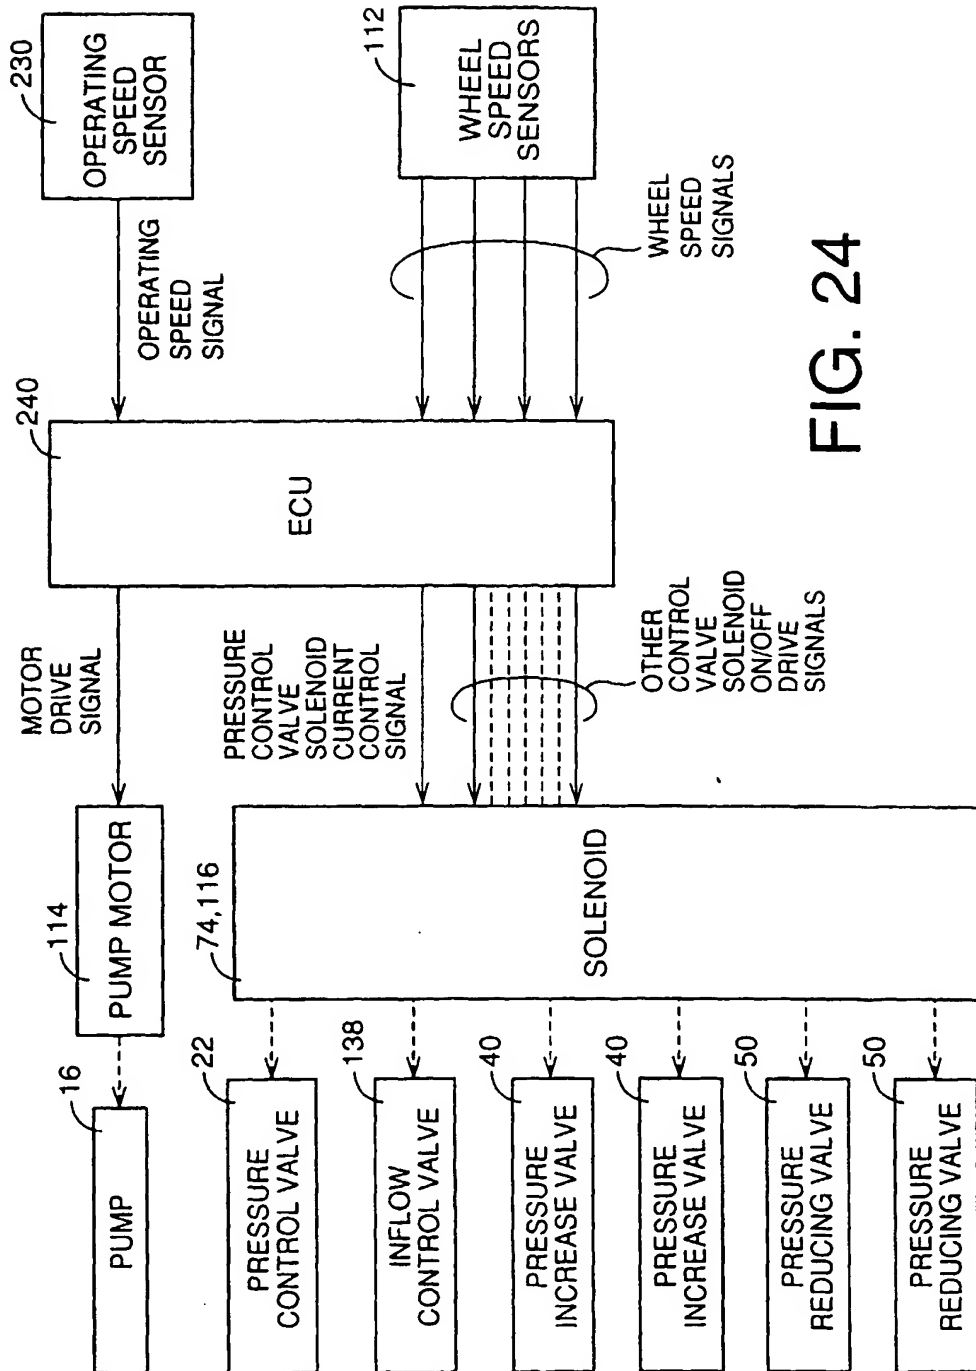 230
OPERATING
SPEED
SENSOR
112
WHEEL
SPEED
SENSORS
OPERATING
SPEED
SIGNAL
WHEEL
SPEED
SIGNALS
240
ECU
MOTOR
DRIVE
SIGNAL
PRESSURE
CONTROL
VALVE
SOLENOID
CURRENT
CONTROL
SIGNAL
OTHER
CONTROL
VALVE
SOLENOID
ON/OFF
DRIVE
SIGNALS
114
PUMP MOTOR
74,116
SOLENOID
16
PUMP
22
PRESSURE
CONTROL VALVE
138
INFLOW
CONTROL VALVE
40
PRESSURE
INCREASE VALVE
40
PRESSURE
INCREASE VALVE
50
PRESSURE
REDUCING VALVE
50
PRESSURE
REDUCING VALVE
FIG. 24